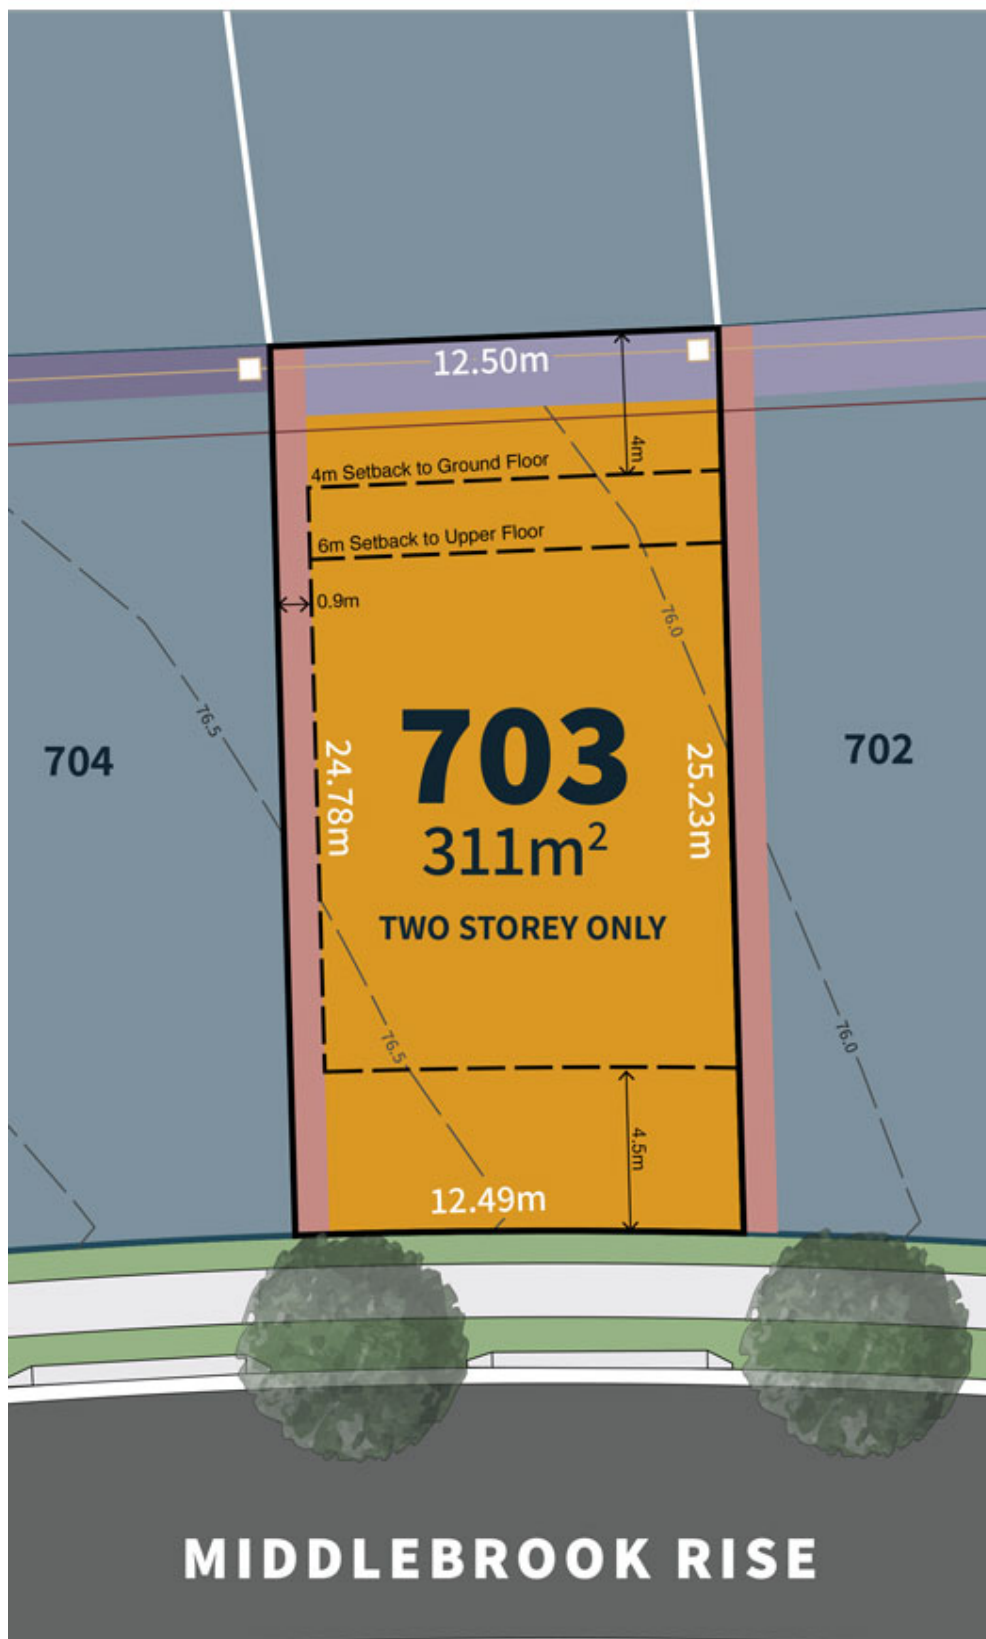 12.50m
4m
4m Setback to Ground Floor
6m Setback to Upper Floor
0.9m
76.0
76.5
704
703
702
24.78m
25.23m
311m²
TWO STOREY ONLY
76.5
76.0
4.5m
12.49m
MIDDLEBROOK RISE